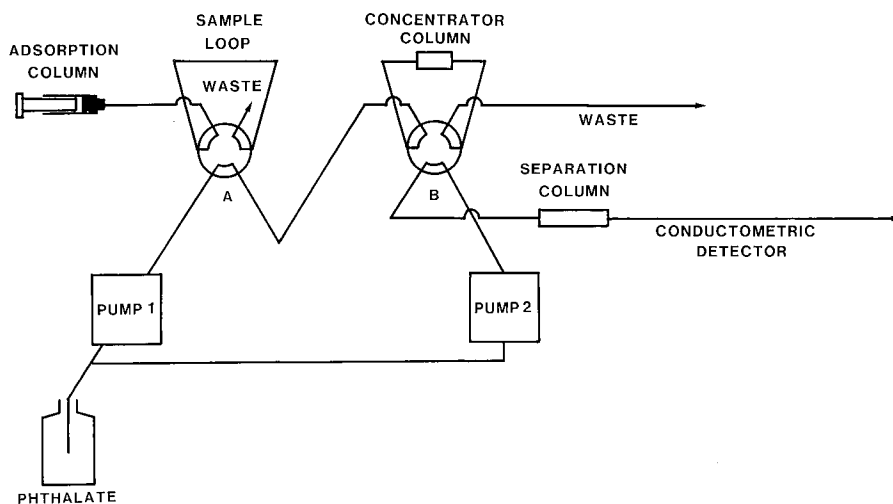 SAMPLE
LOOP
CONCENTRATOR
COLUMN
ADSORPTION
COLUMN
WASTE
WASTE
SEPARATION
COLUMN
A
B
CONDUCTOMETRIC
DETECTOR
PUMP 1
PUMP 2
PHTHALATE